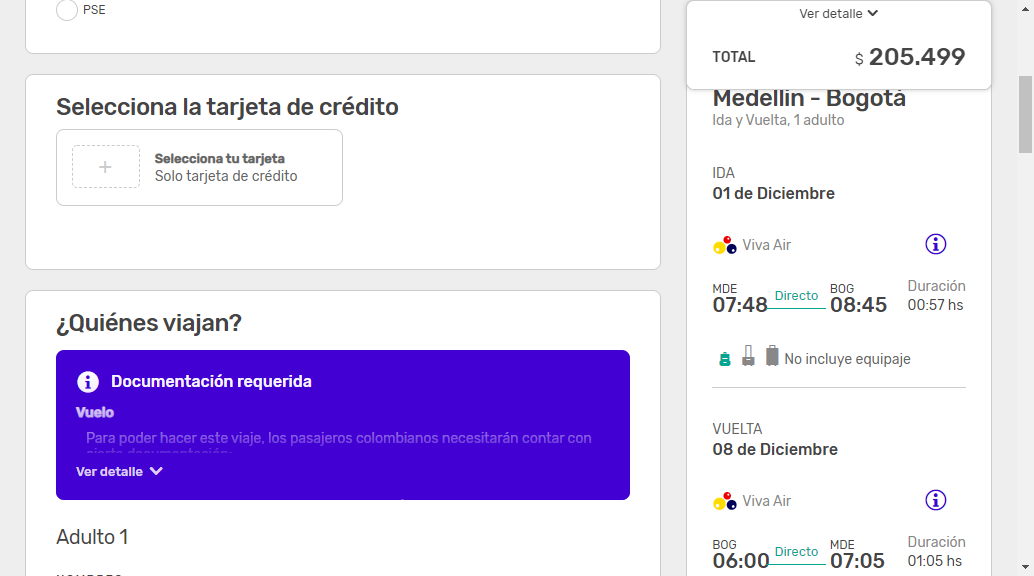 PSE
Selecciona la tarjeta de crédito
Selecciona tu tarjeta
Solo tarjeta de crédito
¿Quiénes viajan?
Documentación requerida
Vuelo
Para poder hacer este viaje, los pasajeros colombianos necesitarán contar con
cierta documentación:
Ver detalle
Adulto 1
Ver detalle
TOTAL $ 205.499
Medellín - Bogotá
Ida y Vuelta, 1 adulto
IDA
01 de Diciembre
Viva Air
MDE BOG Duración
07:48 Directo 08:45 00:57 hs
No incluye equipaje
VUELTA
08 de Diciembre
Viva Air
BOG MDE Duración
06:00 Directo 07:05 01:05 hs